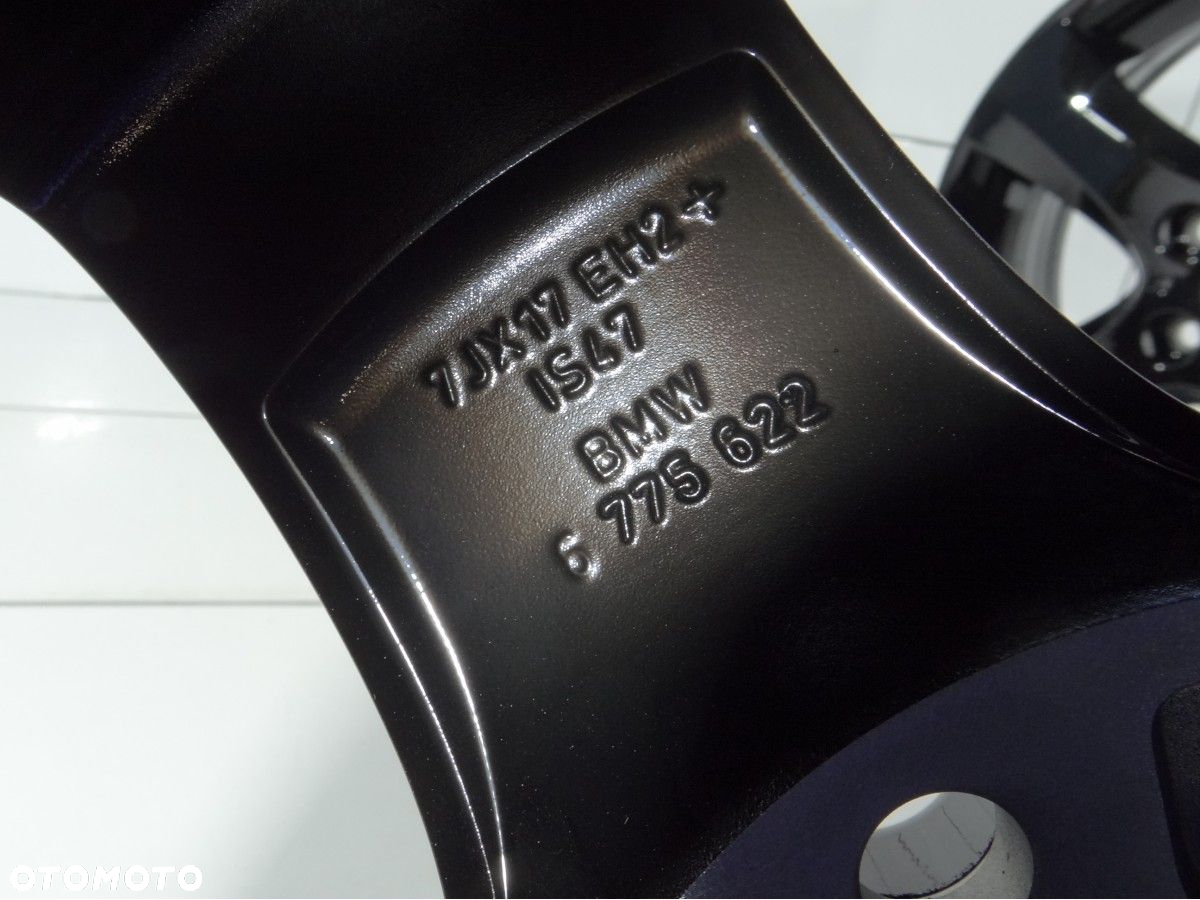 7JX17 EH2+
IS47
BMW
6 775 622
OTOMOTO